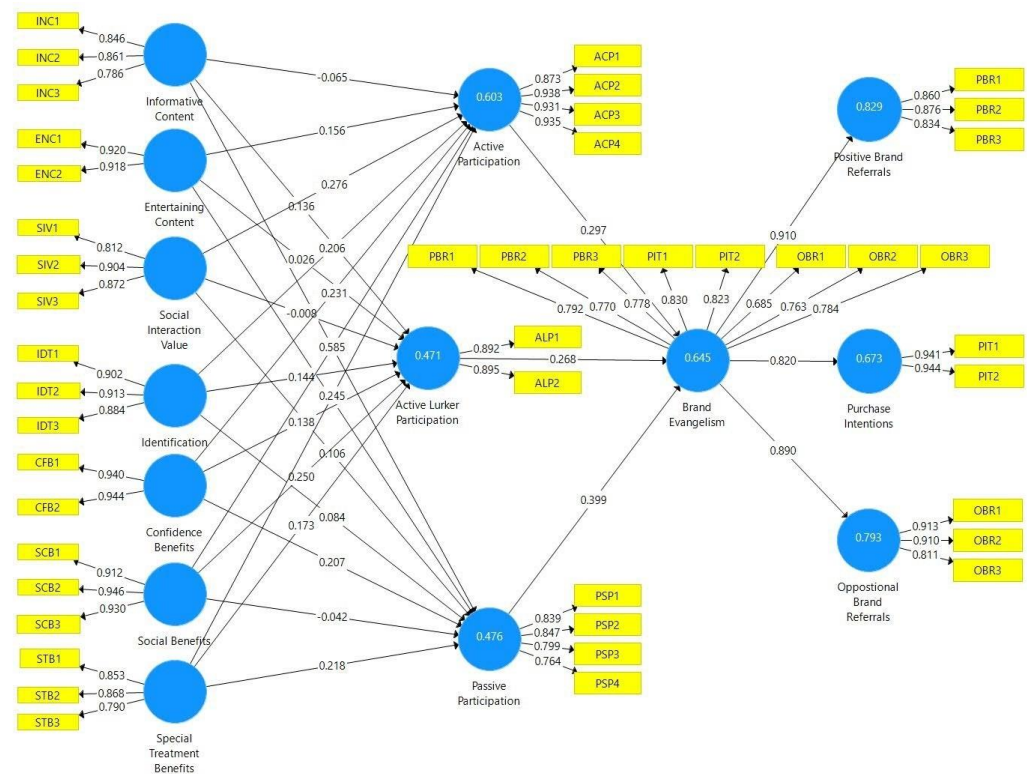 INC1
0.846
INC2
0.861
INC3
0.786
Informative
Content
ENC1
0.920
ENC2
0.918
Entertaining
Content
SIV1
0.812
SIV2
0.904
SIV3
0.872
Social
Interaction
Value
IDT1
0.902
IDT2
0.913
IDT3
0.884
Identification
CFB1
0.940
CFB2
0.944
Confidence
Benefits
SCB1
0.912
SCB2
0.946
SCB3
0.930
Social Benefits
STB1
0.853
STB2
0.868
STB3
0.790
Special
Treatment
Benefits
-0.065
0.156
0.276
0.136
0.206
0.026
0.231
-0.008
0.585
0.144
0.245
0.138
0.106
0.250
0.084
0.173
0.207
-0.042
0.218
0.603
Active
Participation
0.873
ACP1
0.938
ACP2
0.931
ACP3
0.935
ACP4
0.471
Active Lurker
Participation
0.892
ALP1
0.895
ALP2
0.476
Passive
Participation
0.839
PSP1
0.847
PSP2
0.799
PSP3
0.764
PSP4
0.297
0.268
0.399
PBR1
PBR2
PBR3
PIT1
PIT2
OBR1
OBR2
OBR3
0.792
0.770
0.778
0.830
0.823
0.685
0.763
0.784
0.645
Brand
Evangelism
0.910
0.820
0.890
0.829
Positive Brand
Referrals
0.860
PBR1
0.876
PBR2
0.834
PBR3
0.673
Purchase
Intentions
0.941
PIT1
0.944
PIT2
0.793
Oppostional
Brand
Referrals
0.913
OBR1
0.910
OBR2
0.811
OBR3